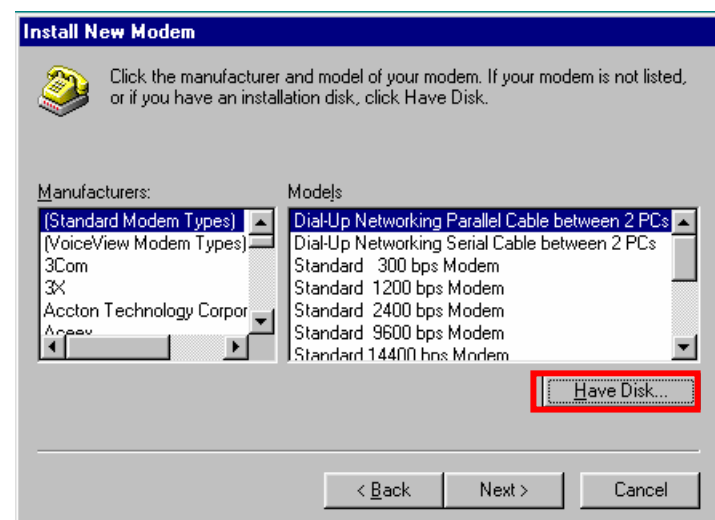 Install New Modem
Click the manufacturer and model of your modem. If your modem is not listed,
or if you have an installation disk, click Have Disk.
Manufacturers:
(Standard Modem Types)
(VoiceView Modem Types)
3Com
3X
Accton Technology Corpor
Aceex
Models
Dial-Up Networking Parallel Cable between 2 PCs
Dial-Up Networking Serial Cable between 2 PCs
Standard 300 bps Modem
Standard 1200 bps Modem
Standard 2400 bps Modem
Standard 9600 bps Modem
Standard 14400 bps Modem
Have Disk...
< Back
Next >
Cancel